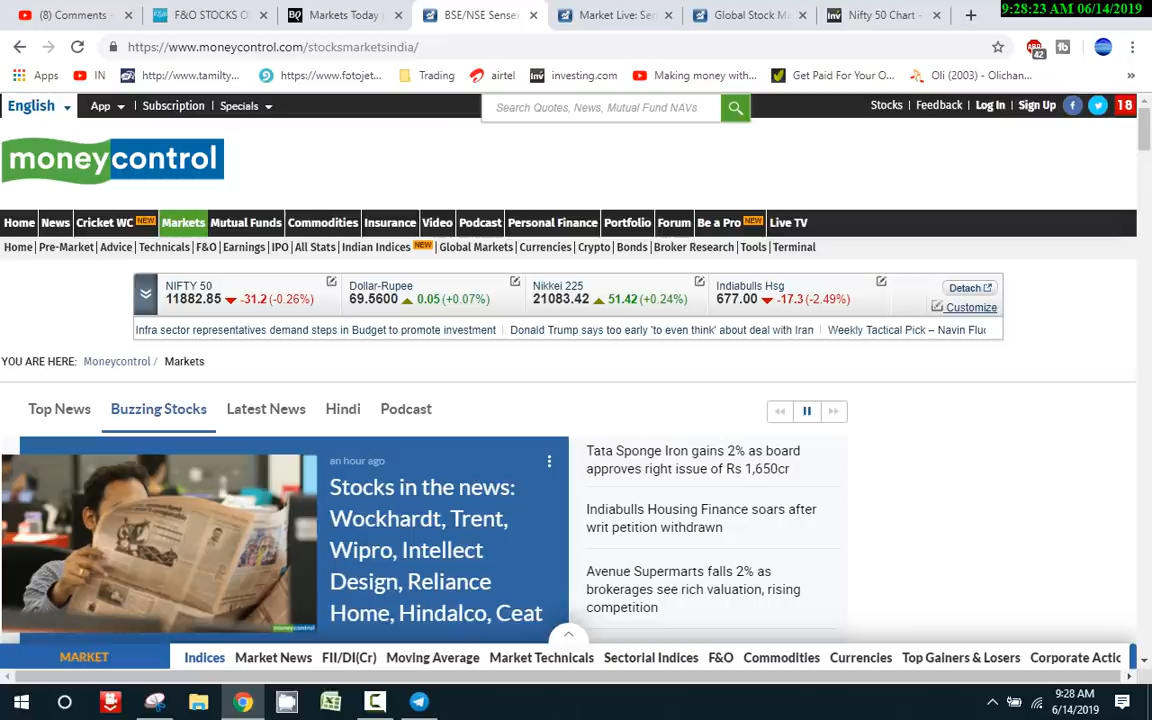 (8) Comments -
F&O STOCKS O
Markets Today
BSE/NSE Sensex
Market Live: Sen
Global Stock M
Nifty 50 Chart -
9:28:23 AM 06/14/2019
https://www.moneycontrol.com/stocksmarketsindia/
42
Apps
IN
http://www.tamilty...
https://www.fotojet...
Trading
airtel
investing.com
Making money with...
Get Paid For Your O...
Oli (2003) - Olichan...
»
English
App
Subscription
Specials
Search Quotes, News, Mutual Fund NAVs
Stocks | Feedback | Log In | Sign Up
18
moneycontrol
Home News Cricket WC NEW Markets Mutual Funds Commodities Insurance Video Podcast Personal Finance Portfolio Forum Be a Pro NEW Live TV
Home | Pre-Market | Advice | Technicals | F&O | Earnings | IPO | All Stats | Indian Indices NEW | Global Markets | Currencies | Crypto | Bonds | Broker Research | Tools | Terminal
NIFTY 50
11882.85 -31.2 (-0.26%)
Dollar-Rupee
69.5600 0.05 (+0.07%)
Nikkei 225
21083.42 51.42 (+0.24%)
Indiabulls Hsg
677.00 -17.3 (-2.49%)
Detach
Customize
Infra sector representatives demand steps in Budget to promote investment
Donald Trump says too early 'to even think' about deal with Iran
Weekly Tactical Pick – Navin Fluc
YOU ARE HERE: Moneycontrol / Markets
Top News
Buzzing Stocks
Latest News
Hindi
Podcast
an hour ago
Stocks in the news:
Wockhardt, Trent,
Wipro, Intellect
Design, Reliance
Home, Hindalco, Ceat
moneycontrol
Tata Sponge Iron gains 2% as board
approves right issue of Rs 1,650cr
Indiabulls Housing Finance soars after
writ petition withdrawn
Avenue Supermarts falls 2% as
brokerages see rich valuation, rising
competition
MARKET
Indices
Market News
FII/DI(Cr)
Moving Average
Market Technicals
Sectorial Indices
F&O
Commodities
Currencies
Top Gainers & Losers
Corporate Actic
9:28 AM
6/14/2019